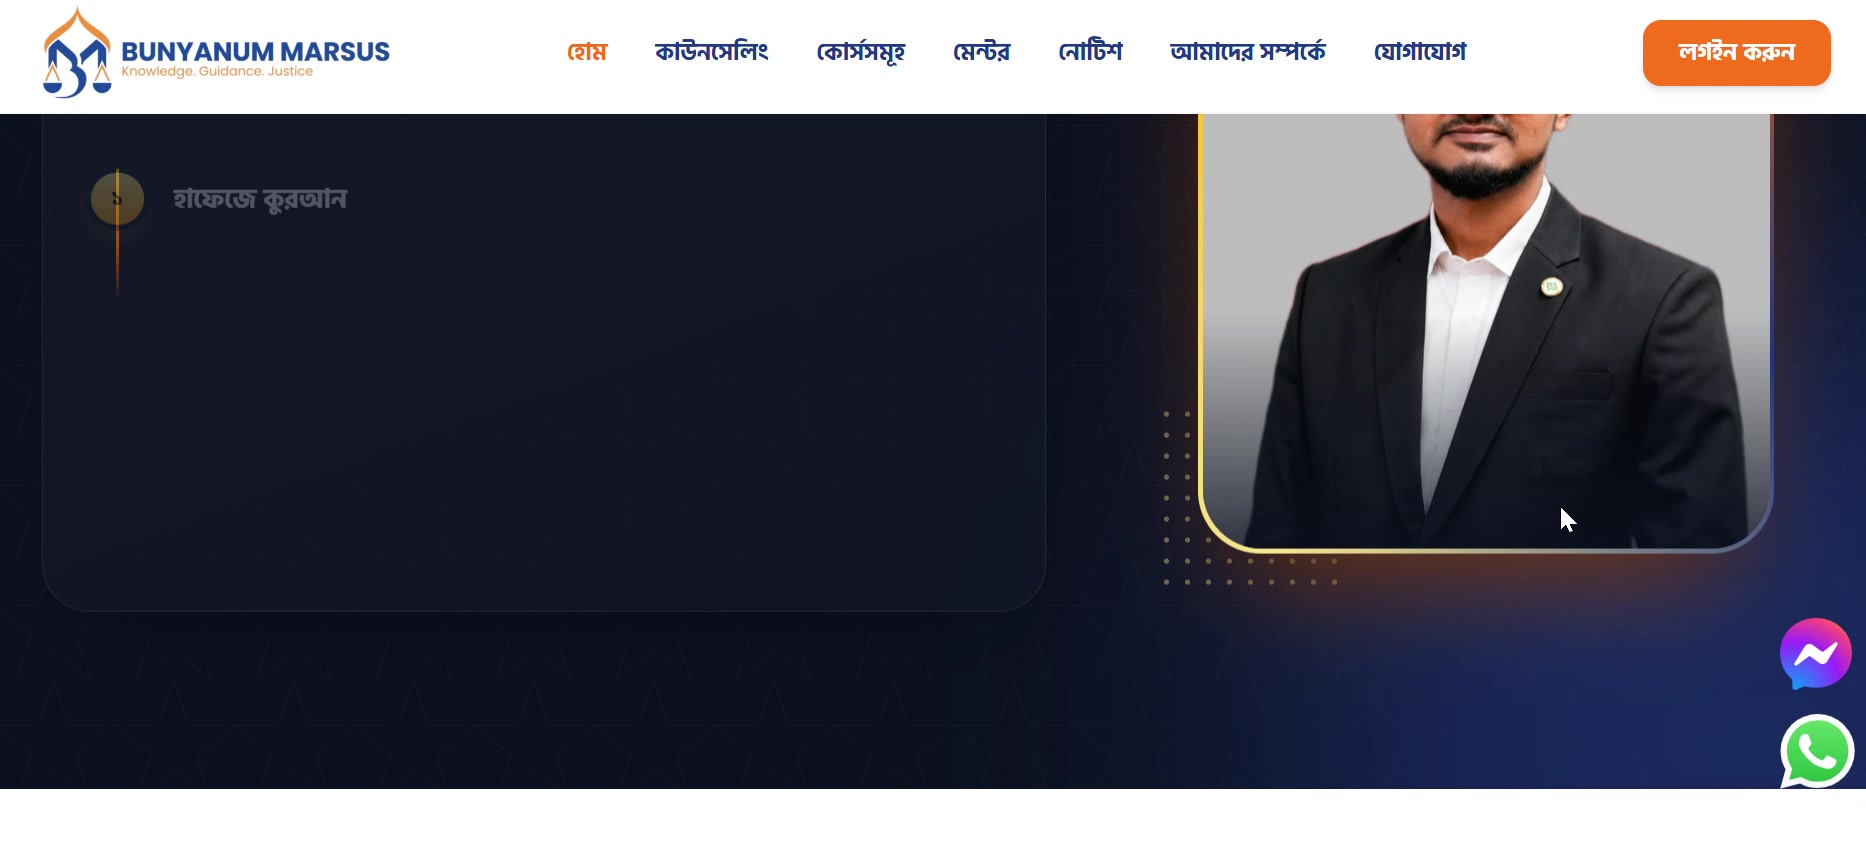 BUNYANUM MARSUS
Knowledge. Guidance. Justice
হোম
কাউনসেলিং
কোর্সসমূহ
মেন্টর
নোটিশ
আমাদের সম্পর্কে
যোগাযোগ
লগইন করুন
১
হাফেজে কুরআন